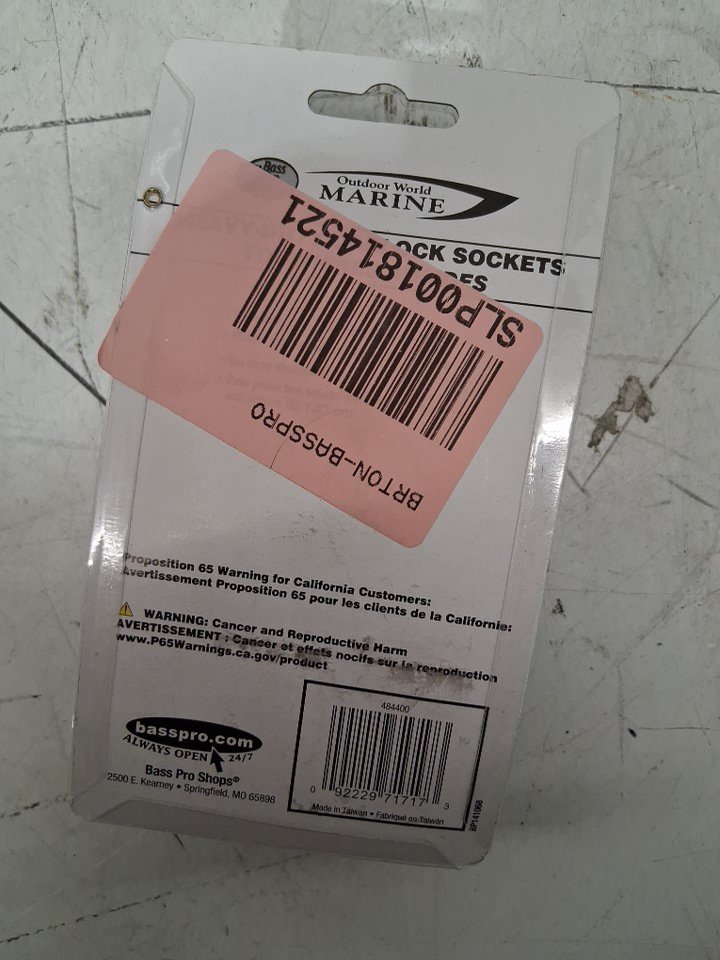 Bass
Outdoor World
MARINE
OCK SOCKETS
SLP001814521
BRTON-BASSPRO
Proposition 65 Warning for California Customers:
Avertissement Proposition 65 pour les clients de la Californie:
WARNING: Cancer and Reproductive Harm
AVERTISSEMENT : Cancer et effets nocifs sur la reproduction
www.P65Warnings.ca.gov/product
basspro.com
ALWAYS OPEN 24/7
Bass Pro Shops®
2500 E. Kearney • Springfield, MO 65898
484400
0 92229 71717 3
Made in Taiwan • Fabriqué en Taiwán
BP141068